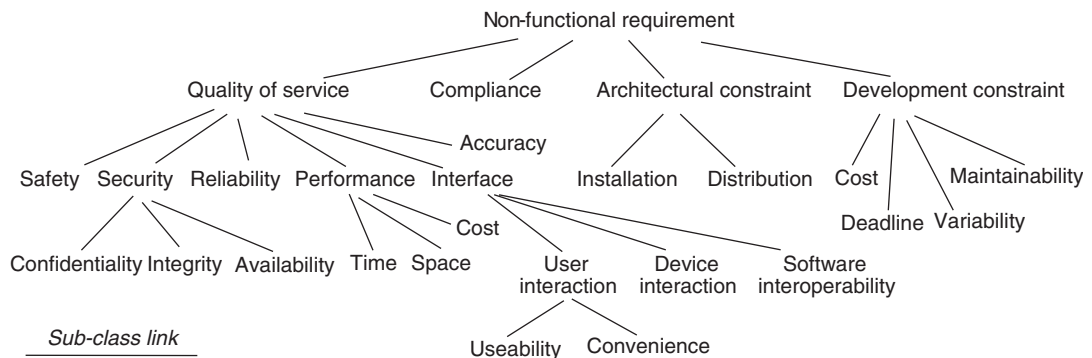 Non-functional requirement
Quality of service Compliance Architectural constraint Development constraint
Accuracy
Safety Security Reliability Performance Interface Installation Distribution Cost Maintainability
Cost Deadline Variability
Confidentiality Integrity Availability Time Space User interaction Device interaction Software interoperability
Sub-class link
Useability Convenience